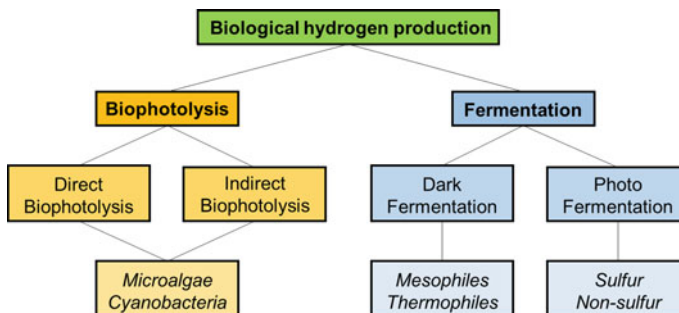 Biological hydrogen production
Biophotolysis
Fermentation
Direct
Biophotolysis
Indirect
Biophotolysis
Dark
Fermentation
Photo
Fermentation
Microalgae
Cyanobacteria
Mesophiles
Thermophiles
Sulfur
Non-sulfur